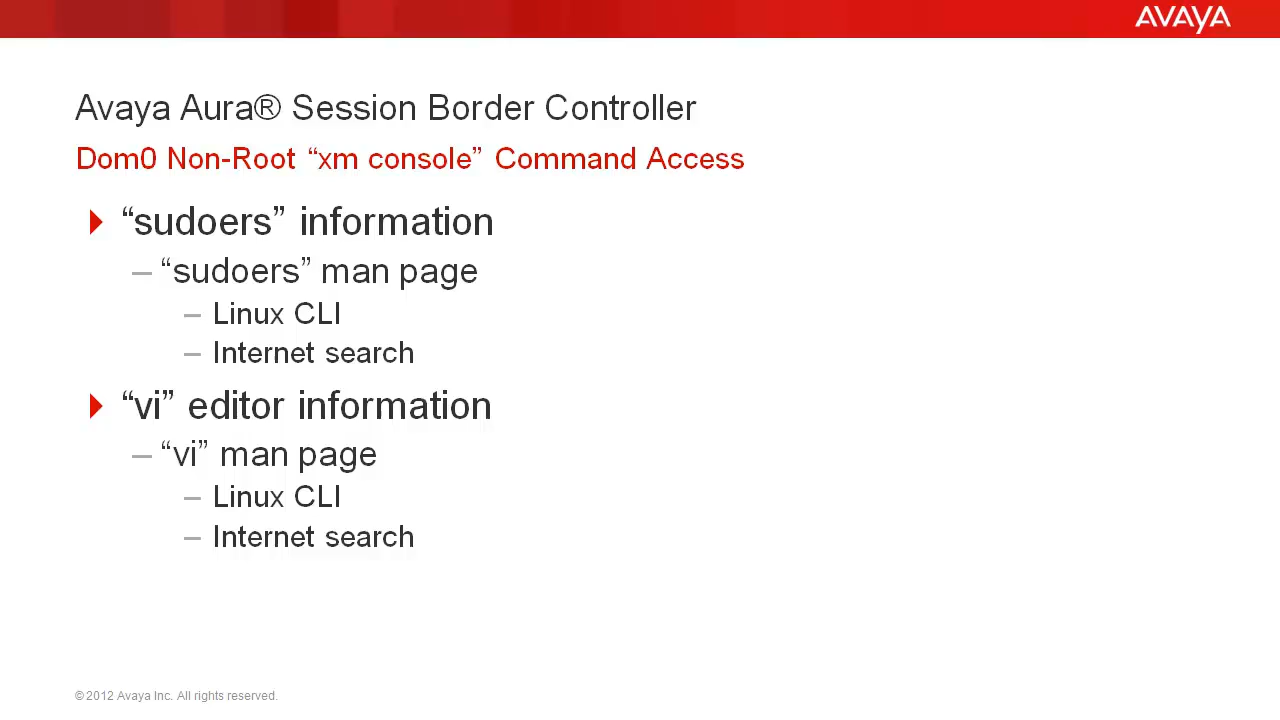 AVAYA
Avaya Aura® Session Border Controller
Dom0 Non-Root “xm console” Command Access
“sudoers” information
– “sudoers” man page
– Linux CLI
– Internet search
“vi” editor information
– “vi” man page
– Linux CLI
– Internet search
© 2012 Avaya Inc. All rights reserved.